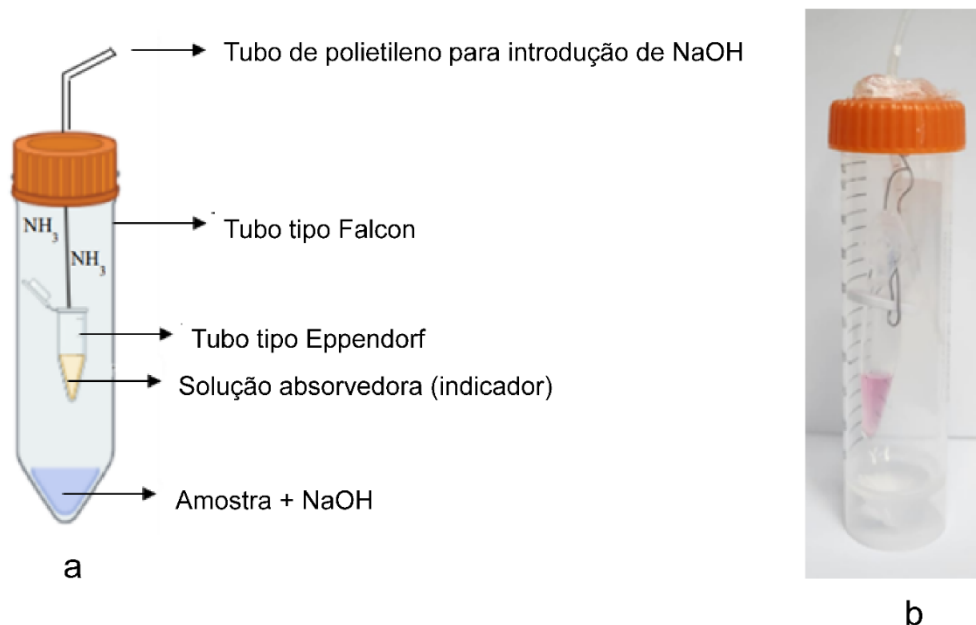 Tubo de polietileno para introdução de NaOH
Tubo tipo Falcon
NH3
NH3
Tubo tipo Eppendorf
Solução absorvedora (indicador)
Amostra + NaOH
a
b